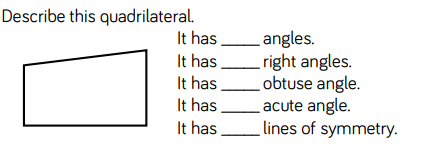 Describe this quadrilateral.
It has _____ angles.
It has _____ right angles.
It has _____ obtuse angle.
It has _____ acute angle.
It has _____ lines of symmetry.